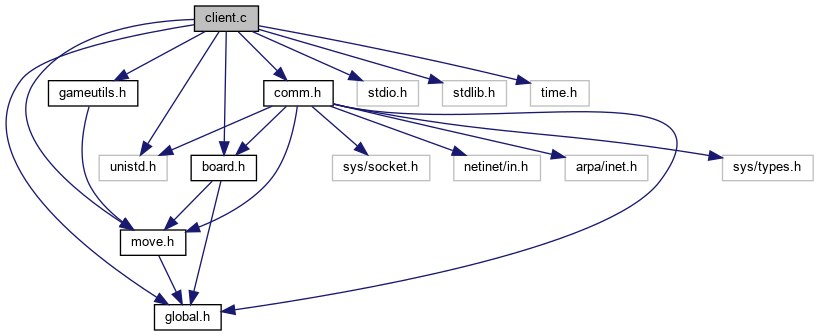 client.c
gameutils.h
comm.h
stdio.h
stdlib.h
time.h
unistd.h
board.h
sys/socket.h
netinet/in.h
arpa/inet.h
sys/types.h
move.h
global.h